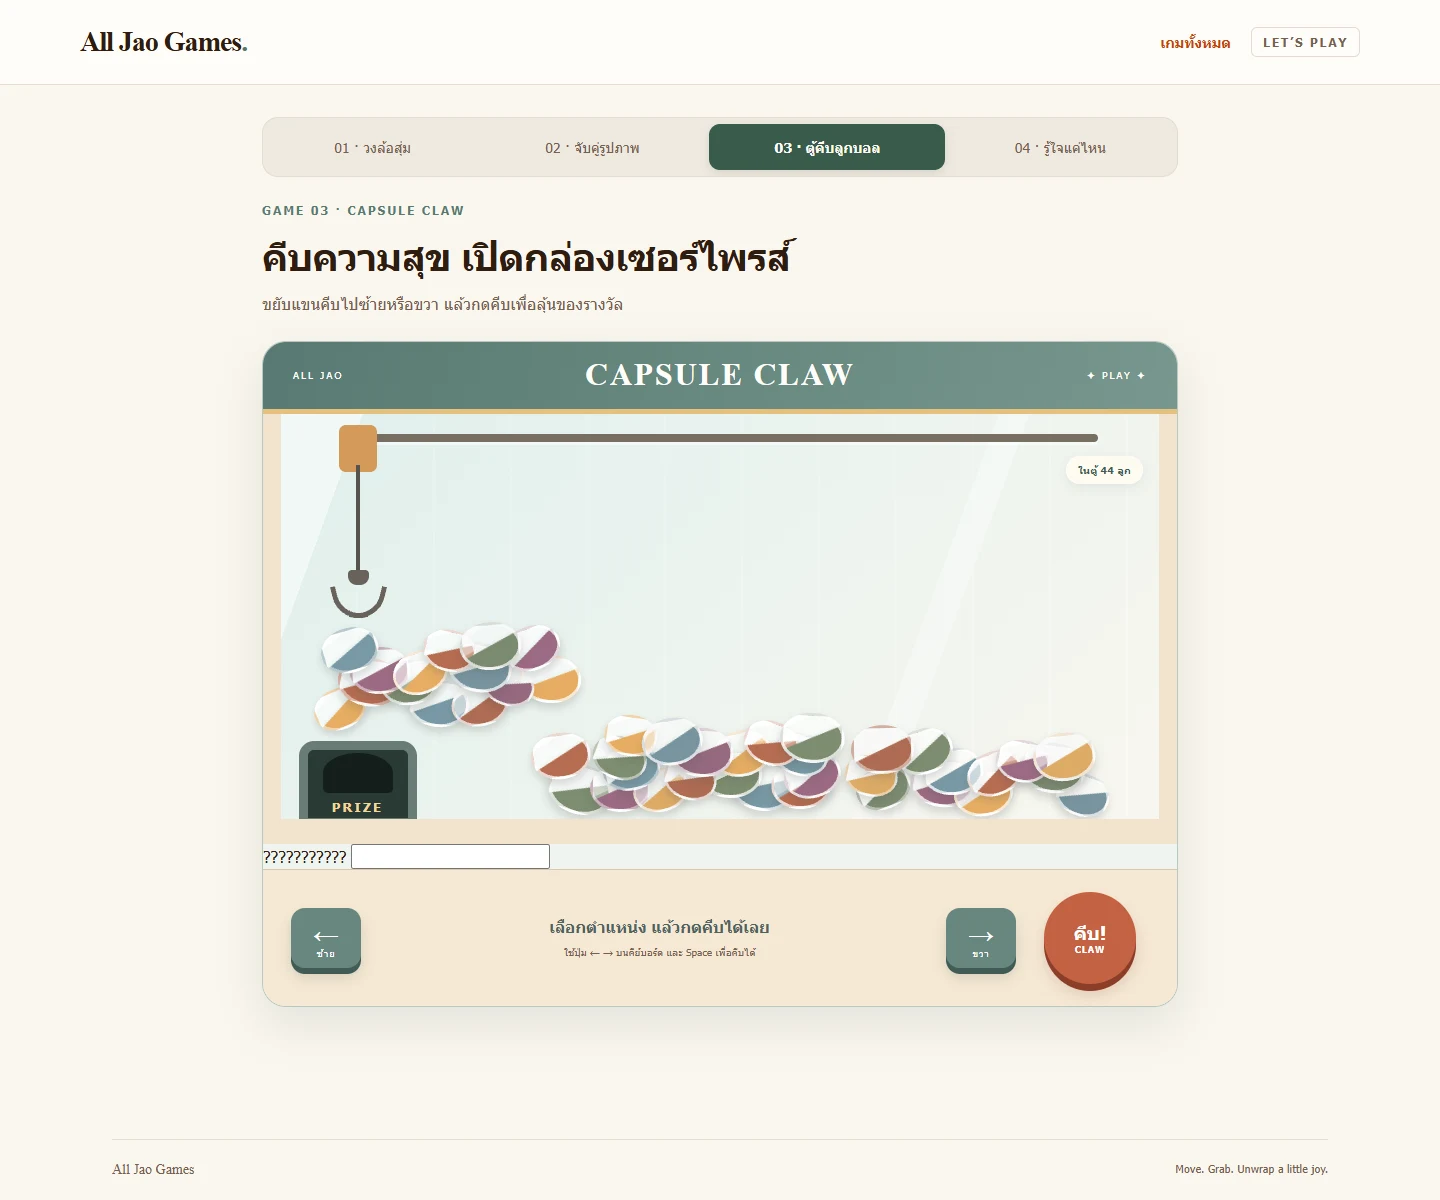 All Jao Games.
เกมทั้งหมด
LET'S PLAY
01 · วงล้อสุ่ม
02 · จับคู่รูปภาพ
03 · ตู้คีบลูกบอล
04 · รู้ใจแค่ไหน
GAME 03 · CAPSULE CLAW
คีบความสุข เปิดกล่องเซอร์ไพรส์
ขยับแขนคีบไปซ้ายหรือขวา แล้วกดคีบเพื่อลุ้นของรางวัล
ALL JAO
CAPSULE CLAW
✦ PLAY ✦
ในตู้ 44 ลูก
PRIZE
???????????
← ซ้าย
เลือกตำแหน่ง แล้วกดคีบได้เลย
ใช้ปุ่ม ← → บนคีย์บอร์ด และ Space เพื่อคีบได้
→ ขวา
คีบ!
CLAW
All Jao Games
Move. Grab. Unwrap a little joy.